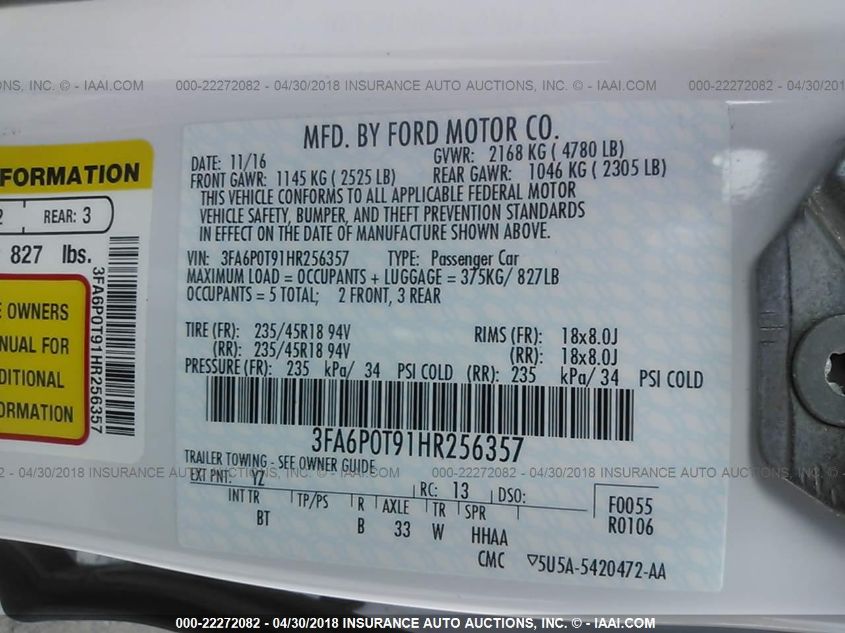 INC. © - IAAI.COM 000-22272082 - 04/30/2018 INSURANCE AUTO AUCTIONS, INC. © - IAAI.COM 000-22272082 - 04/30/2018 INSURAN
FORMATION
2 REAR: 3
827 lbs.
E OWNERS
NUAL FOR
DITIONAL
ORMATION
3FA6P0T91HR256357
MFD. BY FORD MOTOR CO.
DATE: 11/16 GVWR: 2168 KG ( 4780 LB)
FRONT GAWR: 1145 KG ( 2525 LB) REAR GAWR: 1046 KG ( 2305 LB)
THIS VEHICLE CONFORMS TO ALL APPLICABLE FEDERAL MOTOR
VEHICLE SAFETY, BUMPER, AND THEFT PREVENTION STANDARDS
IN EFFECT ON THE DATE OF MANUFACTURE SHOWN ABOVE.
VIN: 3FA6P0T91HR256357 TYPE: Passenger Car
MAXIMUM LOAD = OCCUPANTS + LUGGAGE = 375KG/ 827LB
OCCUPANTS = 5 TOTAL; 2 FRONT, 3 REAR
TIRE (FR): 235/45R18 94V RIMS (FR): 18x8.0J
(RR): 235/45R18 94V (RR): 18x8.0J
PRESSURE (FR): 235 kPa/ 34 PSI COLD (RR): 235 kPa/ 34 PSI COLD
3FA6P0T91HR256357
TRAILER TOWING - SEE OWNER GUIDE
INC. © - IAAI.COM 000-22272082 - 04/30/2018 INSURANCE AUTO AUCTIONS, INC. © - IAAI.COM 000-22272082 - 04/30/2018 INSURAN
EXT PNT: YZ RC: 13 DSO:
INT TR TP/PS R AXLE TR SPR F0055
BT B 33 W HHAA R0106
CMC ▽5U5A-5420472-AA
000-22272082 - 04/30/2018 INSURANCE AUTO AUCTIONS, INC. © - IAAI.COM